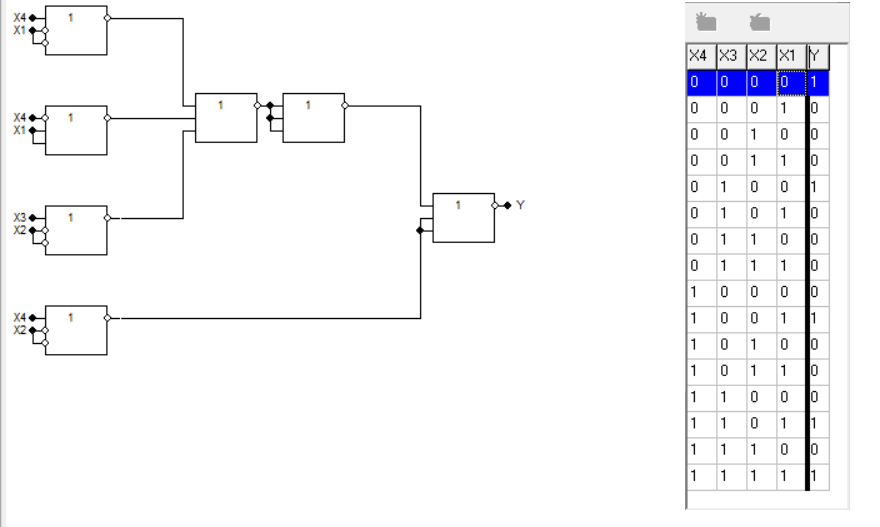 X4 1
X1
X4 1
X1
1 1
X3 1
X2
1 Y
X4 1
X2
X4 X3 X2 X1 Y
0 0 0 0 1
0 0 0 1 0
0 0 1 0 0
0 0 1 1 0
0 1 0 0 1
0 1 0 1 0
0 1 1 0 0
0 1 1 1 0
1 0 0 0 0
1 0 0 1 1
1 0 1 0 0
1 0 1 1 0
1 1 0 0 0
1 1 0 1 1
1 1 1 0 0
1 1 1 1 1